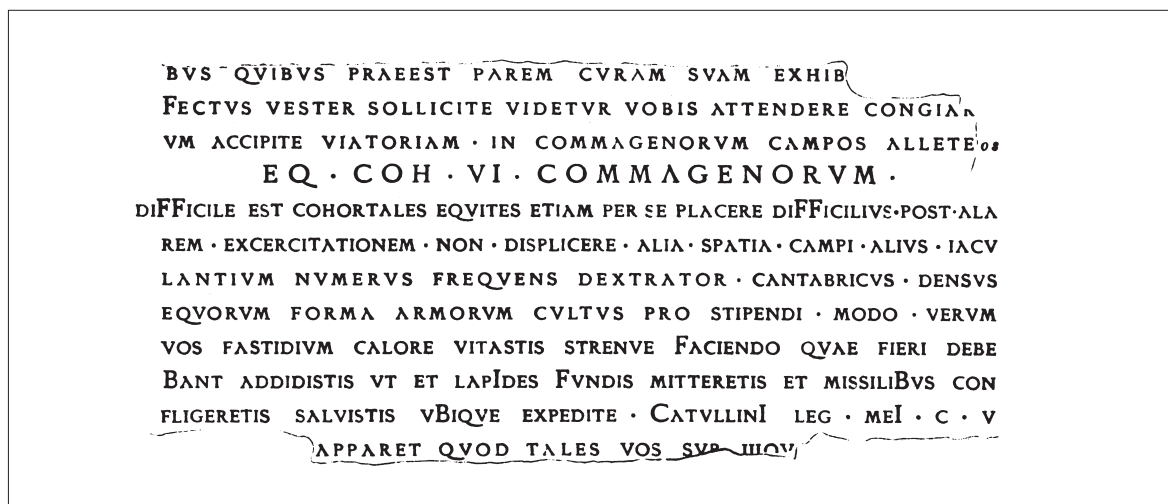 BVS QVIBVS PRAEEST PAREM CVRAM SVAM EXHIB
FECTVS VESTER SOLLICITE VIDETVR VOBIS ATTENDERE CONGIAR
VM ACCIPITE VIATORIAM · IN COMMAGENORVM CAMPOS ALLETEOS
EQ · COH · VI · COMMAGENORVM ·
DIFFICILE EST COHORTALES EQVITES ETIAM PER SE PLACERE DIFFICILIVS·POST·ALA
REM · EXCERCITATIONEM · NON · DISPLICERE · ALIA · SPATIA · CAMPI · ALIVS · IACV
LANTIVM NVMERVS FREQVENS DEXTRATOR · CANTABRICVS · DENSVS
EQVORVM FORMA ARMORVM CVLTVS PRO STIPENDI · MODO · VERVM
VOS FASTIDIVM CALORE VITASTIS STRENVE FACIENDO QVAE FIERI DEBE
BANT ADDIDISTIS VT ET LAPIDES FVNDIS MITTERETIS ET MISSILIBVS CON
FLIGERETIS SALVISTIS VBIQVE EXPEDITE · CATVLLINI LEG · MEI · C · V
APPARET QVOD TALES VOS SVB